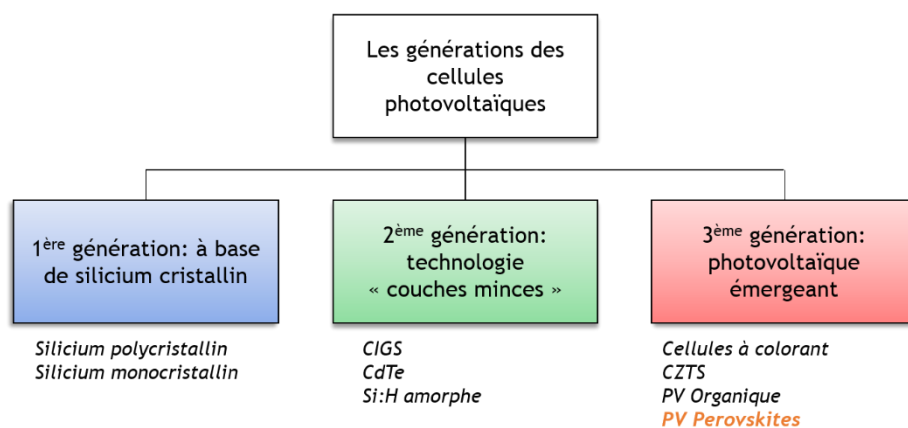 Les générations des
cellules
photovoltaïques
1ère génération: à base
de silicium cristallin
2ème génération:
technologie
« couches minces »
3ème génération:
photovoltaïque
émergeant
Silicium polycristallin
Silicium monocristallin
CIGS
CdTe
Si:H amorphe
Cellules à colorant
CZTS
PV Organique
PV Perovskites